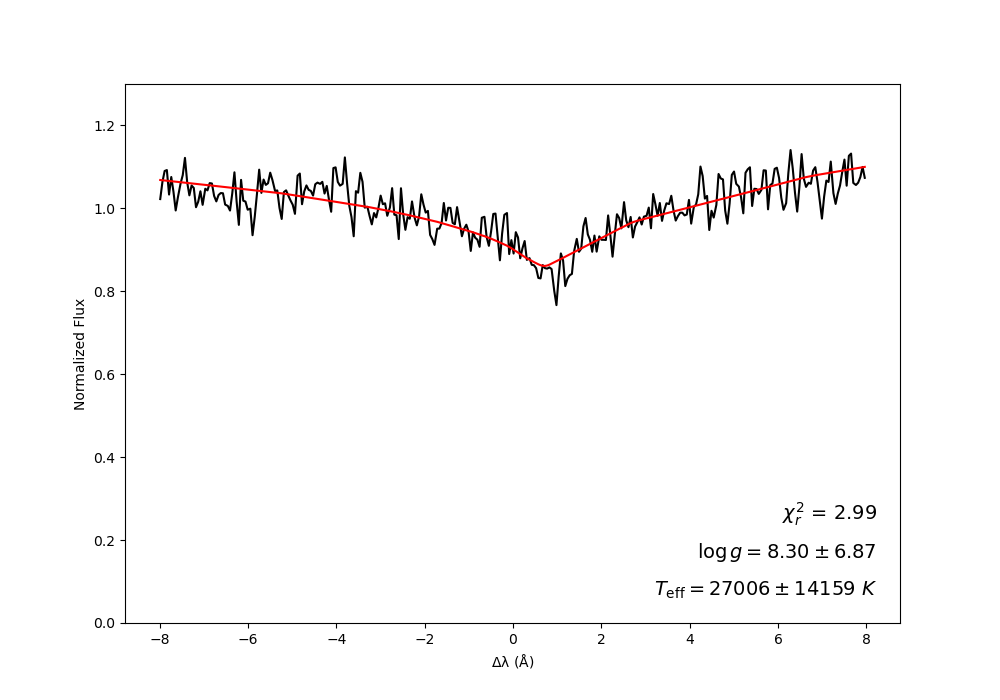 1.2
1.0
0.8
0.6
0.4
0.2
0.0
Normalized Flux
χ²ᵣ = 2.99
log g = 8.30 ± 6.87
T_eff = 27006 ± 14159 K
−8 −6 −4 −2 0 2 4 6 8
Δλ (Å)